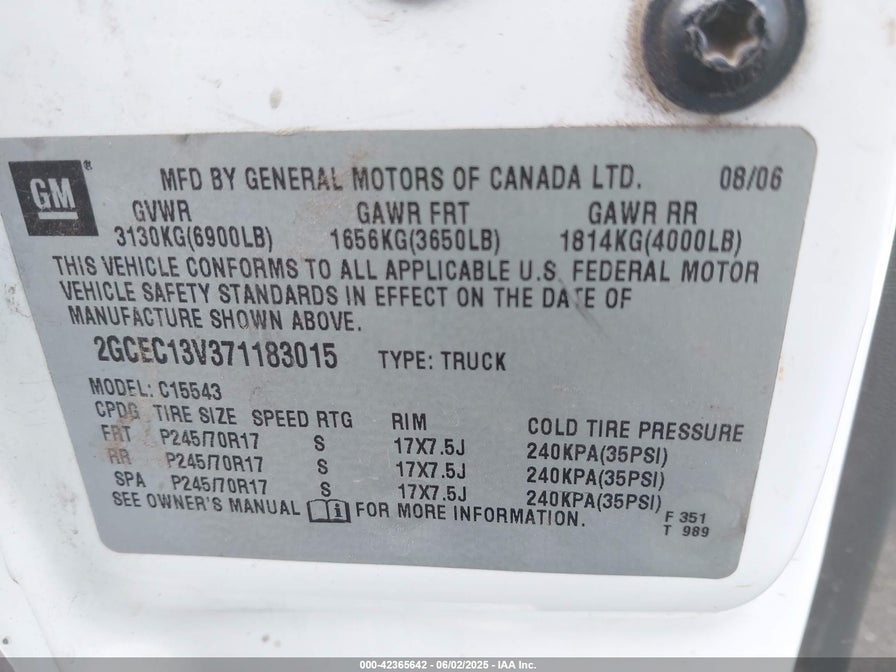 GM ®
MFD BY GENERAL MOTORS OF CANADA LTD. 08/06
GVWR GAWR FRT GAWR RR
3130KG(6900LB) 1656KG(3650LB) 1814KG(4000LB)
THIS VEHICLE CONFORMS TO ALL APPLICABLE U.S. FEDERAL MOTOR
VEHICLE SAFETY STANDARDS IN EFFECT ON THE DATE OF
MANUFACTURE SHOWN ABOVE.
2GCEC13V371183015 TYPE: TRUCK
MODEL: C15543
CPDG TIRE SIZE SPEED RTG RIM COLD TIRE PRESSURE
FRT P245/70R17 S 17X7.5J 240KPA(35PSI)
RR P245/70R17 S 17X7.5J 240KPA(35PSI)
SPA P245/70R17 S 17X7.5J 240KPA(35PSI)
SEE OWNER'S MANUAL i FOR MORE INFORMATION.
F 351
T 989
000-42365642 | 06/02/2025 - IAA Inc.